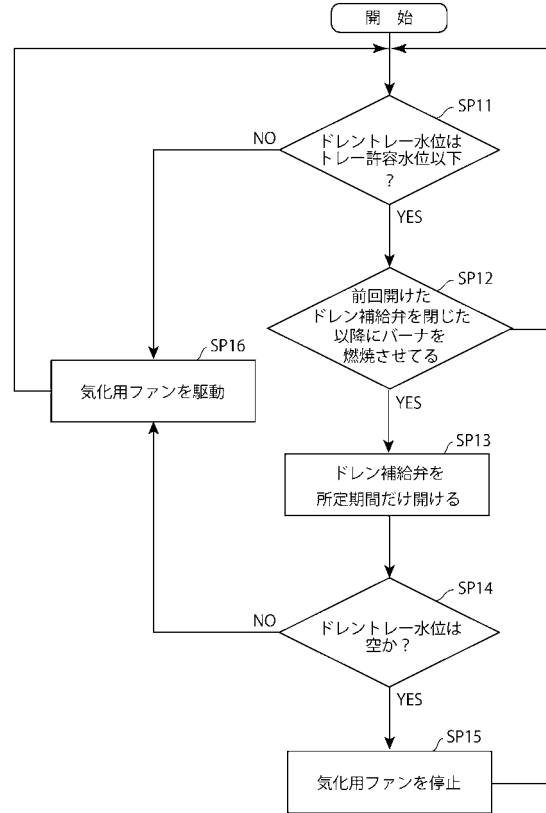 開 始
SP11
ドレントレー水位は
トレー許容水位以下
?
NO
YES
SP12
前回開けた
ドレン補給弁を閉じた
以降にバーナを
燃焼させてる
YES
SP16
気化用ファンを駆動
SP13
ドレン補給弁を
所定期間だけ開ける
SP14
ドレントレー水位は
空か?
NO
YES
SP15
気化用ファンを停止